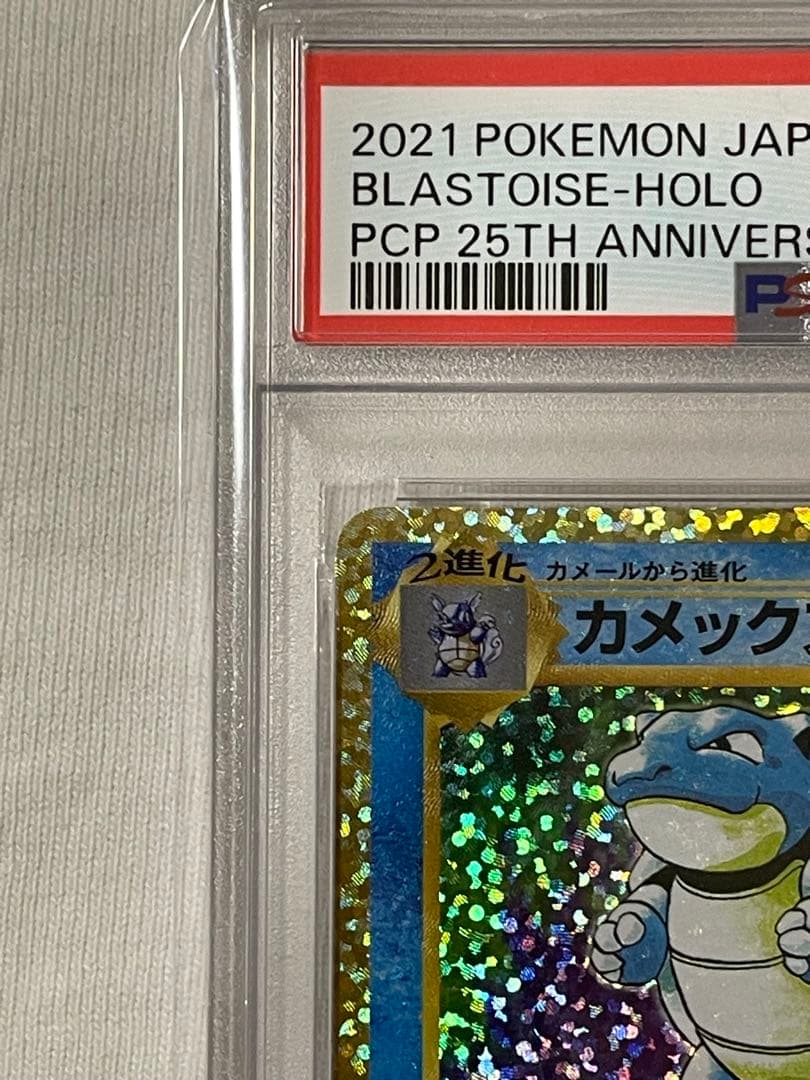 2021 POKEMON JAP
BLASTOISE-HOLO
PCP 25TH ANNIVERS
PS
2進化 カメールから進化
カメック